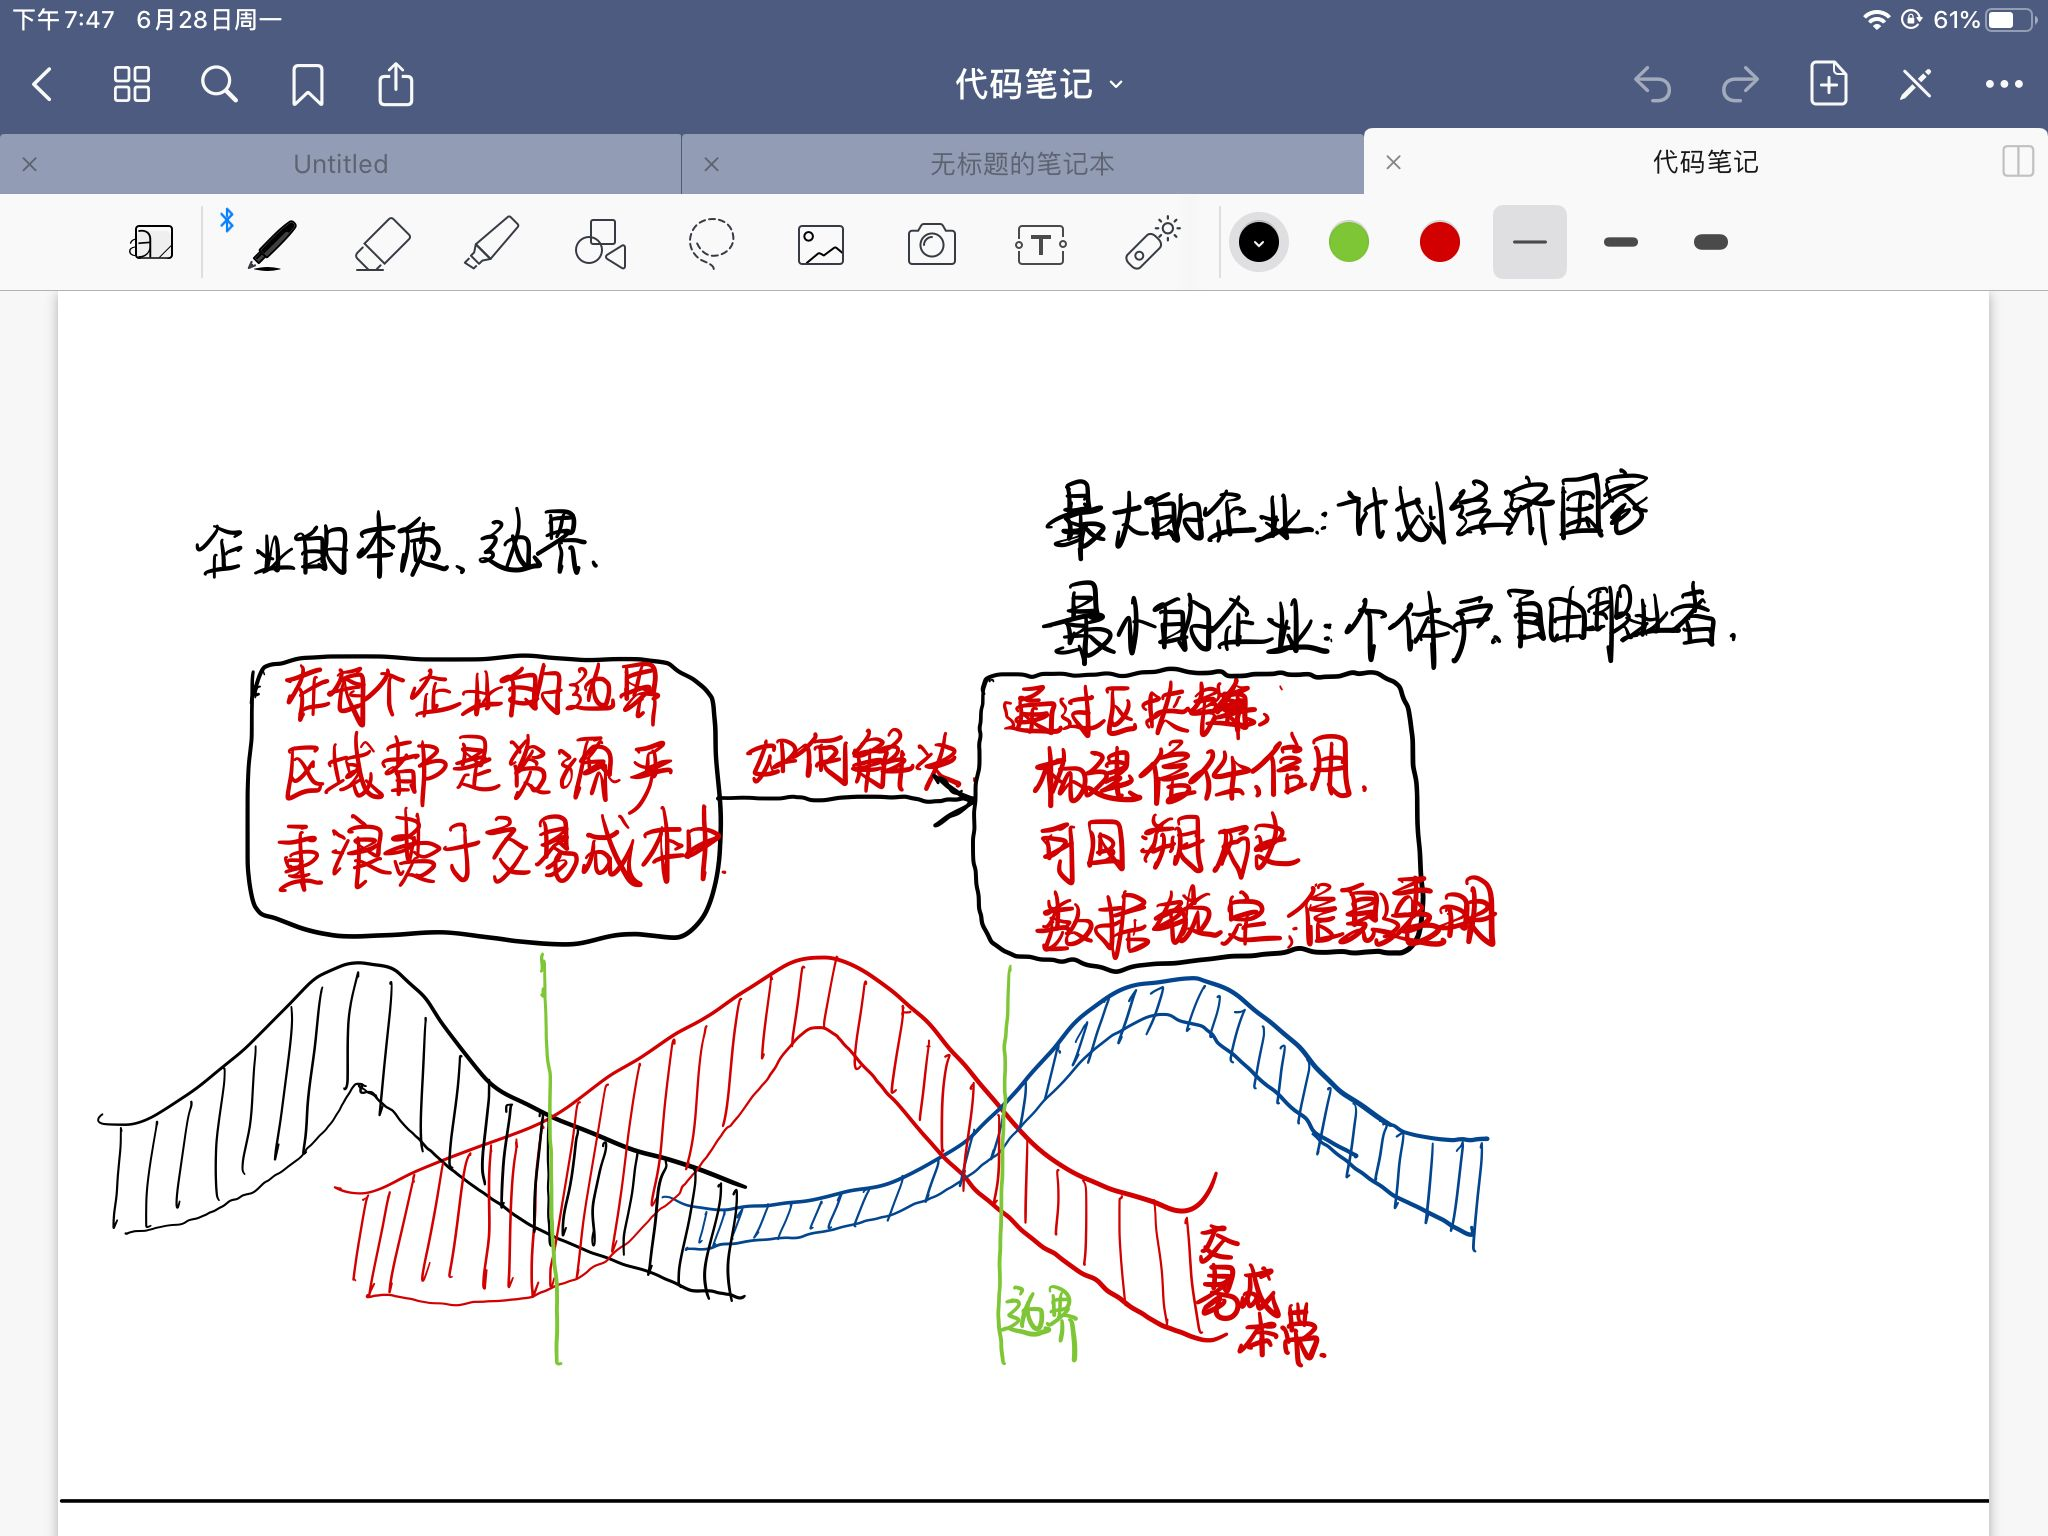 下午7:47 6月28日周一
61%
代码笔记
Untitled
无标题的笔记本
代码笔记
企业的本质、边界.
最大的企业:计划经济国家
最小的企业:个体户、自由职业者.
在每个企业的边界
区域都是资源严
重浪费于交易成本中.
如何解决
通过区块链,
构建信任、信用.
可回朔历史
数据锁定,信息透明
边界
交
易成
本带.